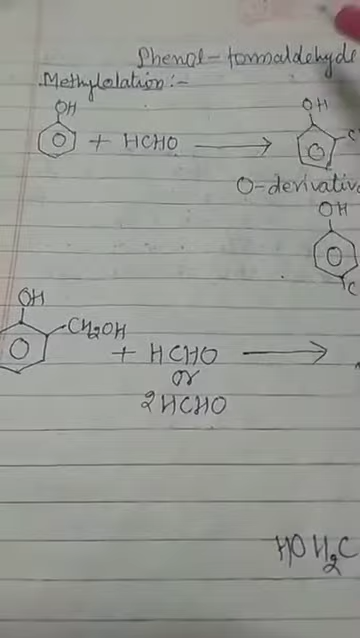 Phenol-formaldehyde
Methylolation:-
OH
OH
+ HCHO
C
O-derivative
OH
C
OH
CH₂OH
+ HCHO
or
2HCHO
HOH₂C